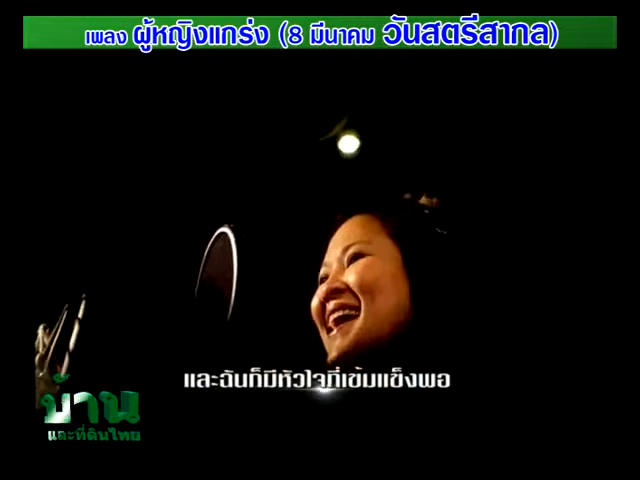 เพลง ผู้หญิงแกร่ง (8 มีนาคม วันสตรีสากล)
และฉันก็มีหัวใจที่เข้มแข็งพอ
บ้าน
และที่ดินไทย